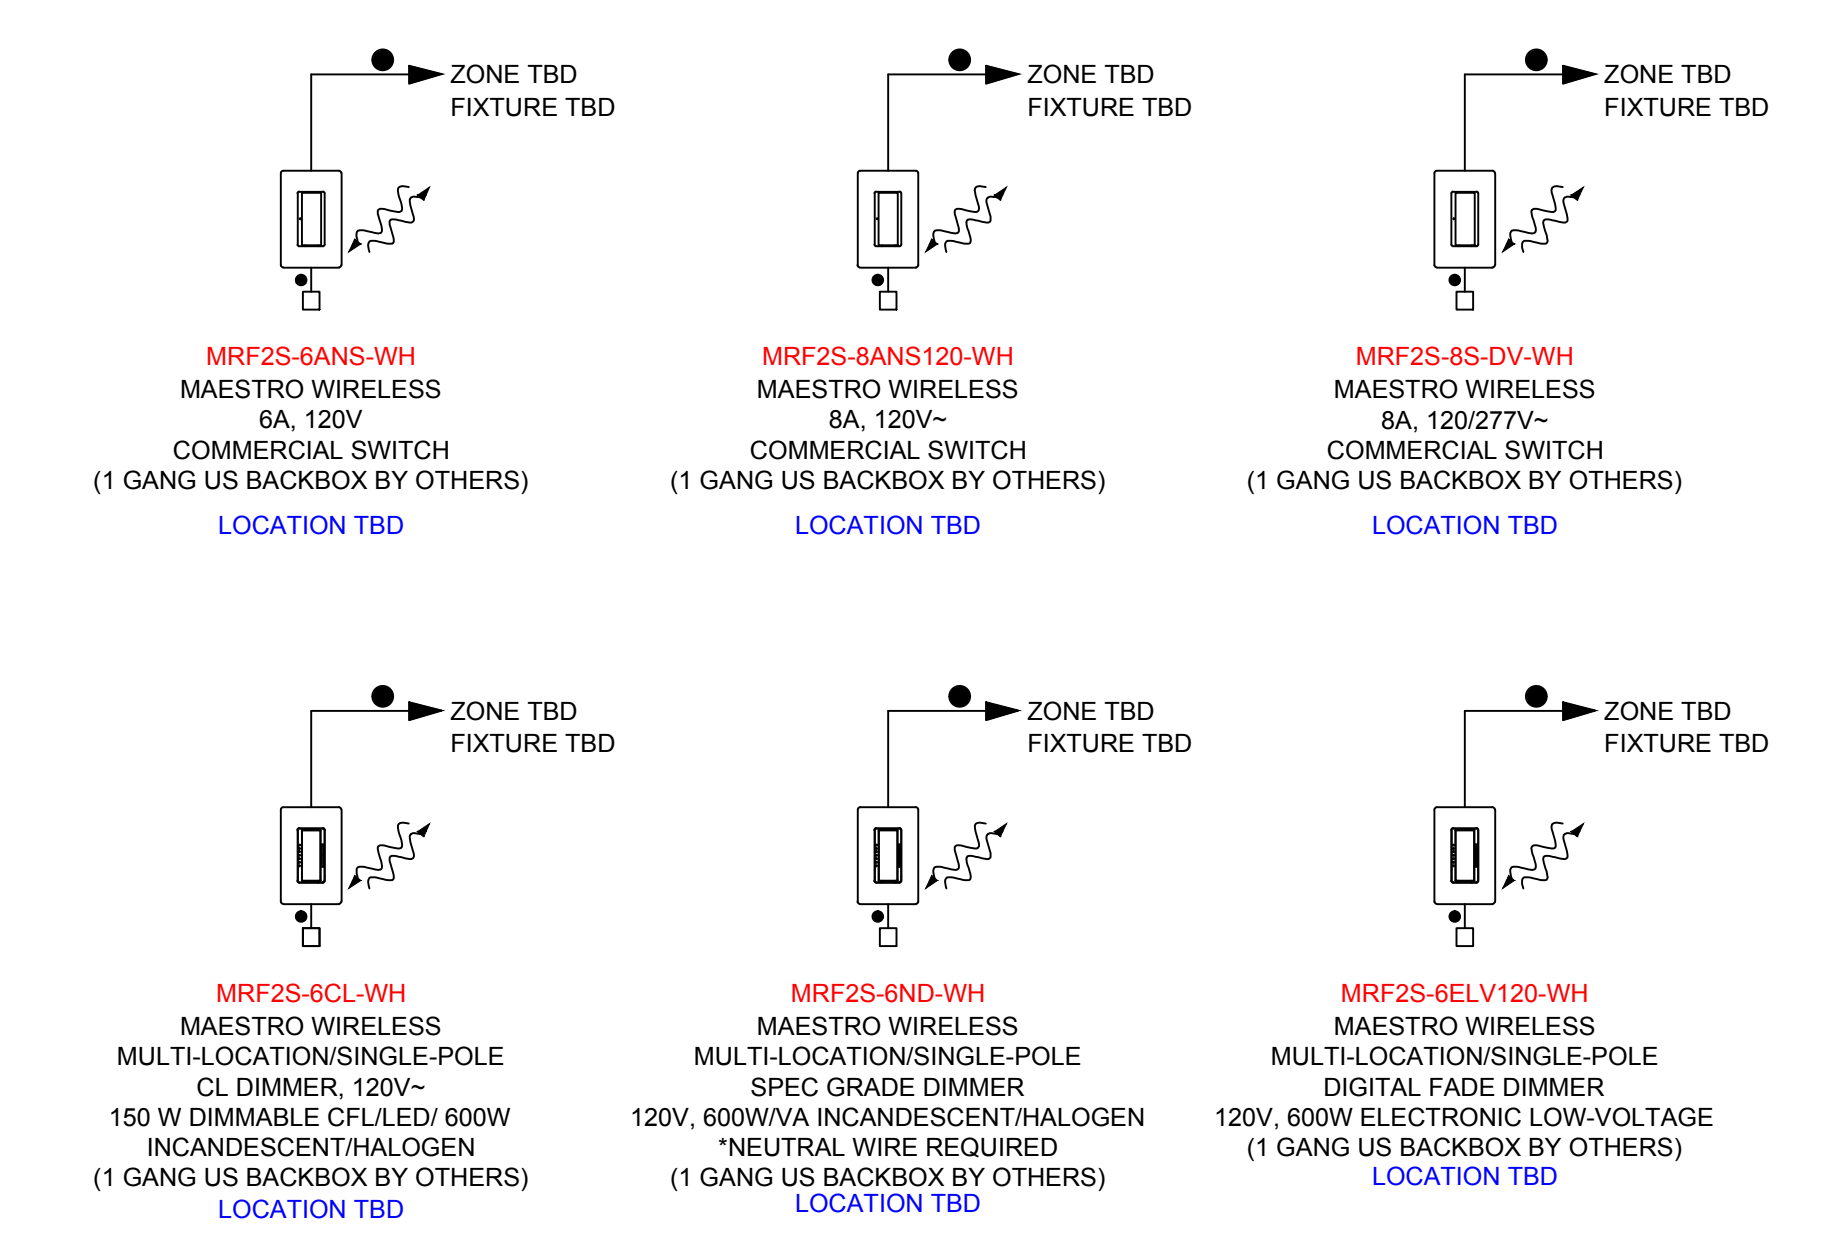 ZONE TBD
FIXTURE TBD
MRF2S-6ANS-WH
MAESTRO WIRELESS
6A, 120V
COMMERCIAL SWITCH
(1 GANG US BACKBOX BY OTHERS)
LOCATION TBD
ZONE TBD
FIXTURE TBD
MRF2S-8ANS120-WH
MAESTRO WIRELESS
8A, 120V~
COMMERCIAL SWITCH
(1 GANG US BACKBOX BY OTHERS)
LOCATION TBD
ZONE TBD
FIXTURE TBD
MRF2S-8S-DV-WH
MAESTRO WIRELESS
8A, 120/277V~
COMMERCIAL SWITCH
(1 GANG US BACKBOX BY OTHERS)
LOCATION TBD
ZONE TBD
FIXTURE TBD
MRF2S-6CL-WH
MAESTRO WIRELESS
MULTI-LOCATION/SINGLE-POLE
CL DIMMER, 120V~
150 W DIMMABLE CFL/LED/ 600W
INCANDESCENT/HALOGEN
(1 GANG US BACKBOX BY OTHERS)
LOCATION TBD
ZONE TBD
FIXTURE TBD
MRF2S-6ND-WH
MAESTRO WIRELESS
MULTI-LOCATION/SINGLE-POLE
SPEC GRADE DIMMER
120V, 600W/VA INCANDESCENT/HALOGEN
*NEUTRAL WIRE REQUIRED
(1 GANG US BACKBOX BY OTHERS)
LOCATION TBD
ZONE TBD
FIXTURE TBD
MRF2S-6ELV120-WH
MAESTRO WIRELESS
MULTI-LOCATION/SINGLE-POLE
DIGITAL FADE DIMMER
120V, 600W ELECTRONIC LOW-VOLTAGE
(1 GANG US BACKBOX BY OTHERS)
LOCATION TBD